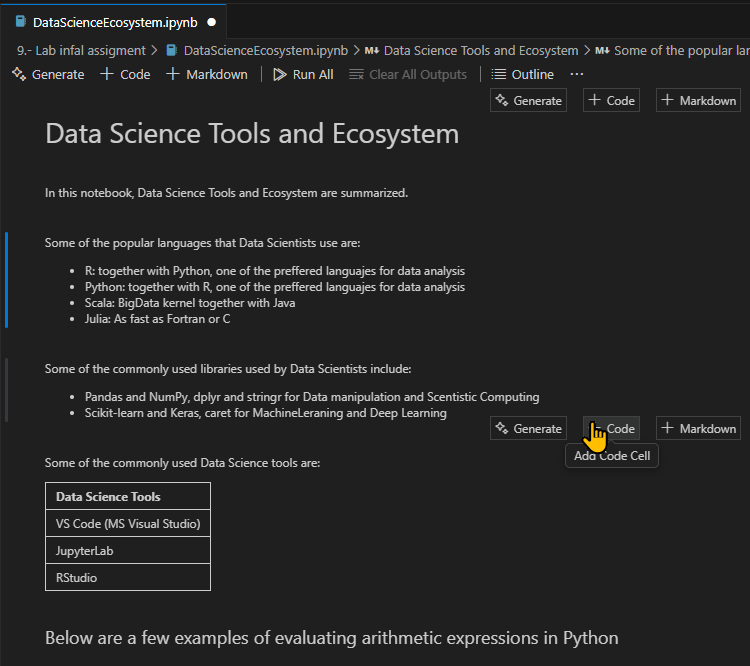 DataScienceEcosystem.ipynb
9.- Lab infal assigment > DataScienceEcosystem.ipynb > M↓ Data Science Tools and Ecosystem > M↓ Some of the popular lan
Generate + Code + Markdown Run All Clear All Outputs Outline ...
Generate + Code + Markdown
Data Science Tools and Ecosystem
In this notebook, Data Science Tools and Ecosystem are summarized.
Some of the popular languages that Data Scientists use are:
• R: together with Python, one of the preffered languajes for data analysis
• Python: together with R, one of the preffered languajes for data analysis
• Scala: BigData kernel together with Java
• Julia: As fast as Fortran or C
Some of the commonly used libraries used by Data Scientists include:
• Pandas and NumPy, dplyr and stringr for Data manipulation and Scentistic Computing
• Scikit-learn and Keras, caret for MachineLeraning and Deep Learning
Generate Code + Markdown
Add Code Cell
Some of the commonly used Data Science tools are:
Data Science Tools
VS Code (MS Visual Studio)
JupyterLab
RStudio
Below are a few examples of evaluating arithmetic expressions in Python